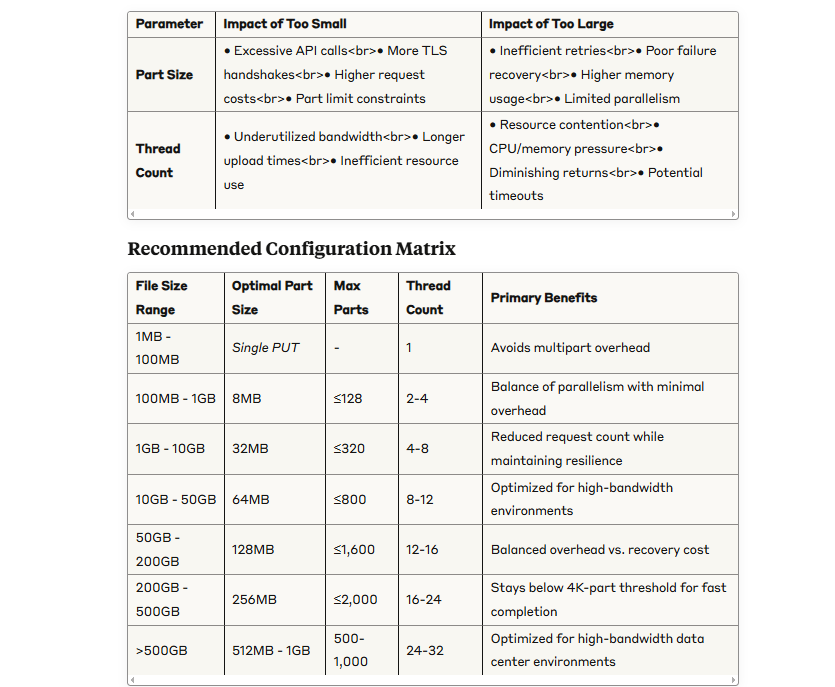 Parameter Impact of Too Small Impact of Too Large
Part Size
• Excessive API calls<br>• More TLS
handshakes<br>• Higher request
costs<br>• Part limit constraints
• Inefficient retries<br>• Poor failure
recovery<br>• Higher memory
usage<br>• Limited parallelism
Thread
Count
• Underutilized bandwidth<br>• Longer
upload times<br>• Inefficient resource
use
• Resource contention<br>•
CPU/memory pressure<br>•
Diminishing returns<br>• Potential
timeouts
Recommended Configuration Matrix
File Size
Range
Optimal Part
Size
Max
Parts
Thread
Count
Primary Benefits
1MB -
100MB
Single PUT
-
1
Avoids multipart overhead
100MB - 1GB
8MB
≤128
2-4
Balance of parallelism with minimal
overhead
1GB - 10GB
32MB
≤320
4-8
Reduced request count while
maintaining resilience
10GB - 50GB
64MB
≤800
8-12
Optimized for high-bandwidth
environments
50GB -
200GB
128MB
≤1,600
12-16
Balanced overhead vs. recovery cost
200GB -
500GB
256MB
≤2,000
16-24
Stays below 4K-part threshold for fast
completion
>500GB
512MB - 1GB
500-
1,000
24-32
Optimized for high-bandwidth data
center environments